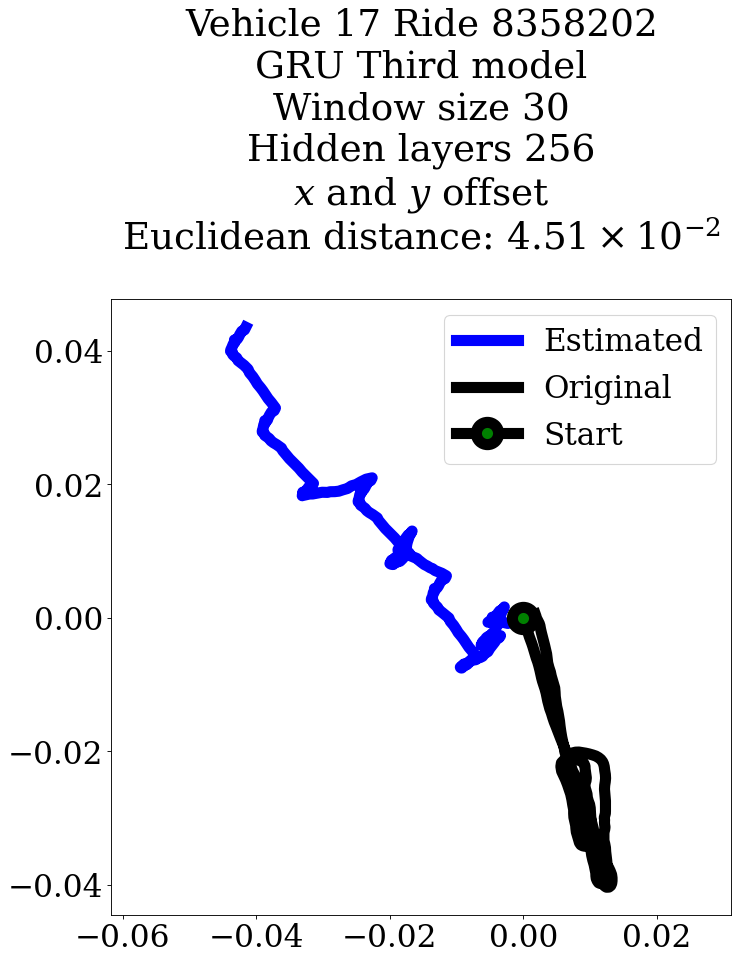 Vehicle 17 Ride 8358202
GRU Third model
Window size 30
Hidden layers 256
x and y offset
Euclidean distance: 4.51 × 10⁻²
Estimated
Original
Start
0.04
0.02
0.00
−0.02
−0.04
−0.06 −0.04 −0.02 0.00 0.02